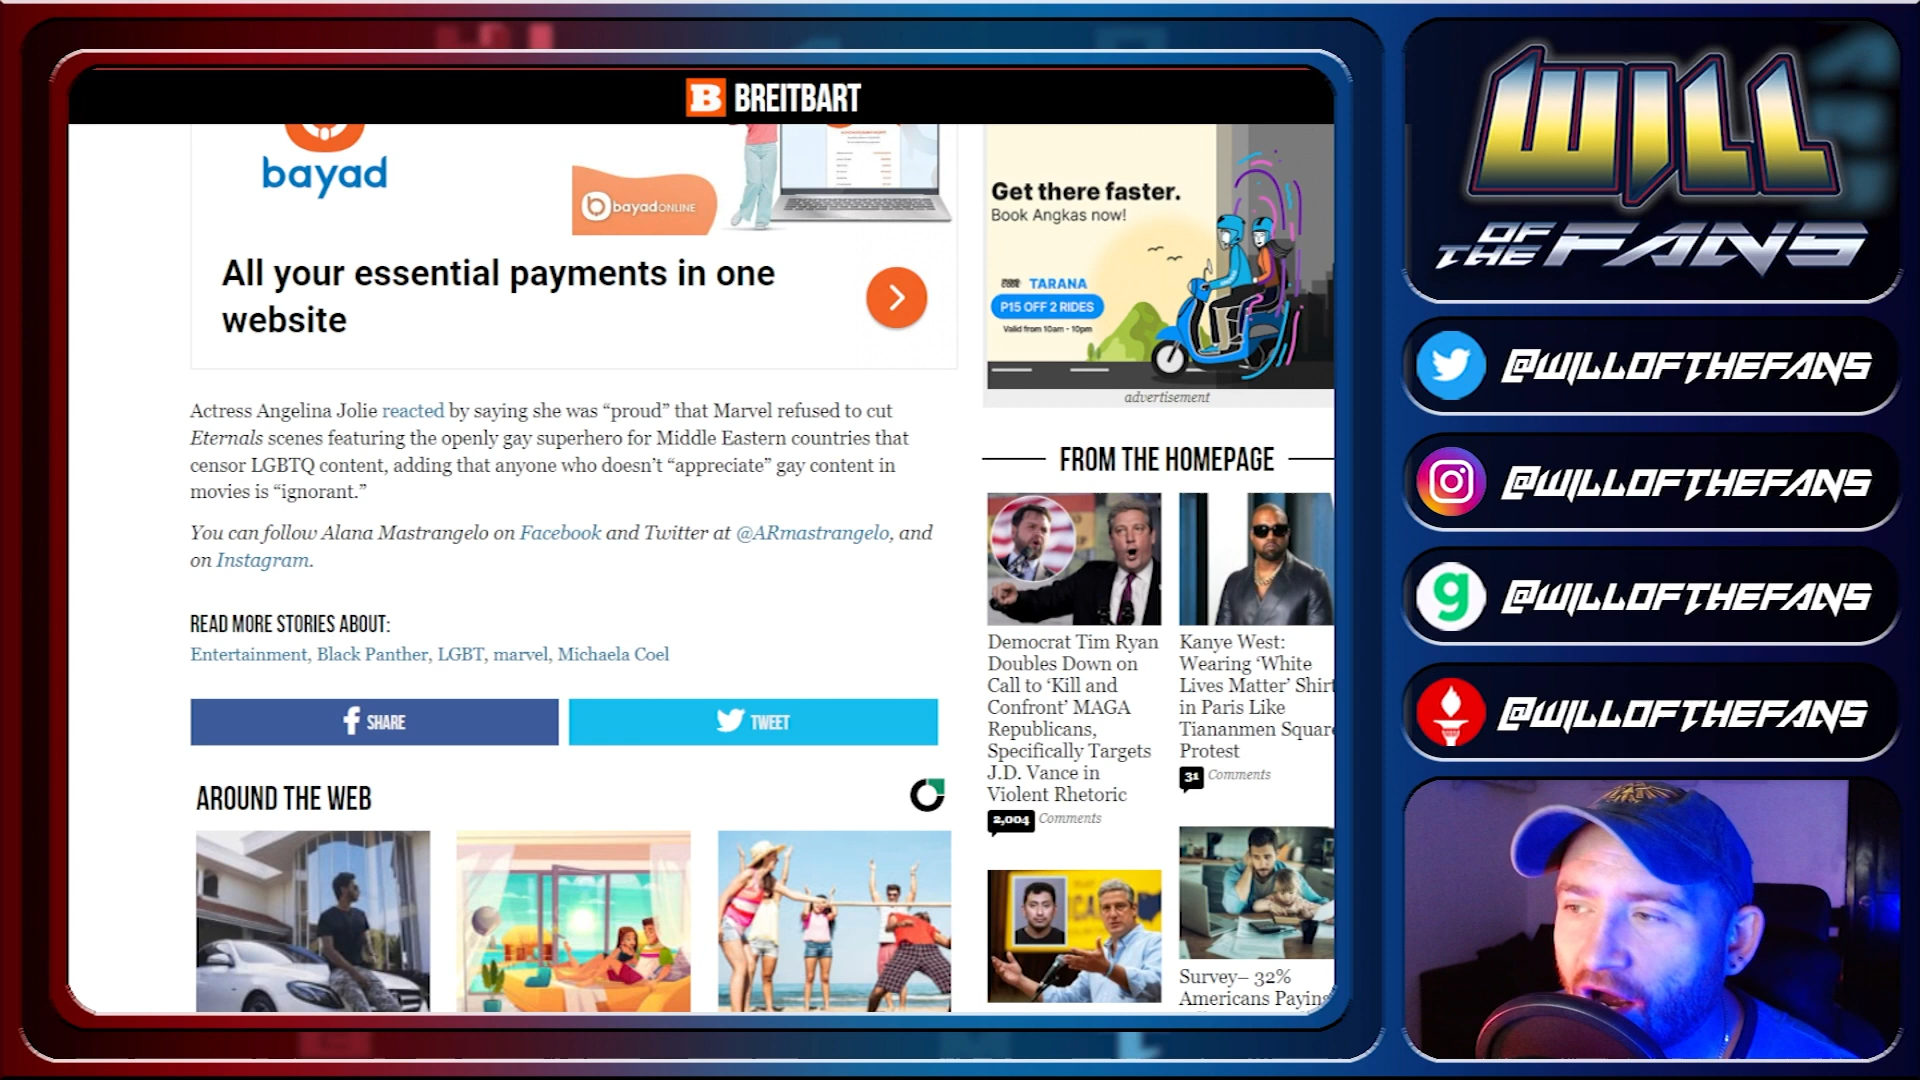 BREITBART
bayad
bayad ONLINE
All your essential payments in one
website
Get there faster.
Book Angkas now!
TARANA
P15 OFF 2 RIDES
Valid from 10am - 10pm
advertisement
Actress Angelina Jolie reacted by saying she was “proud” that Marvel refused to cut
Eternals scenes featuring the openly gay superhero for Middle Eastern countries that
censor LGBTQ content, adding that anyone who doesn’t “appreciate” gay content in
movies is “ignorant.”
You can follow Alana Mastrangelo on Facebook and Twitter at @ARmastrangelo, and
on Instagram.
READ MORE STORIES ABOUT:
Entertainment, Black Panther, LGBT, marvel, Michaela Coel
SHARE
TWEET
AROUND THE WEB
FROM THE HOMEPAGE
Democrat Tim Ryan
Doubles Down on
Call to ‘Kill and
Confront’ MAGA
Republicans,
Specifically Targets
J.D. Vance in
Violent Rhetoric
2,004 Comments
Kanye West:
Wearing ‘White
Lives Matter’ Shirt
in Paris Like
Tiananmen Square
Protest
31 Comments
Survey– 32%
Americans Paying
WILL
OF THE FANS
@WILLOFTHEFANS
@WILLOFTHEFANS
@WILLOFTHEFANS
@WILLOFTHEFANS